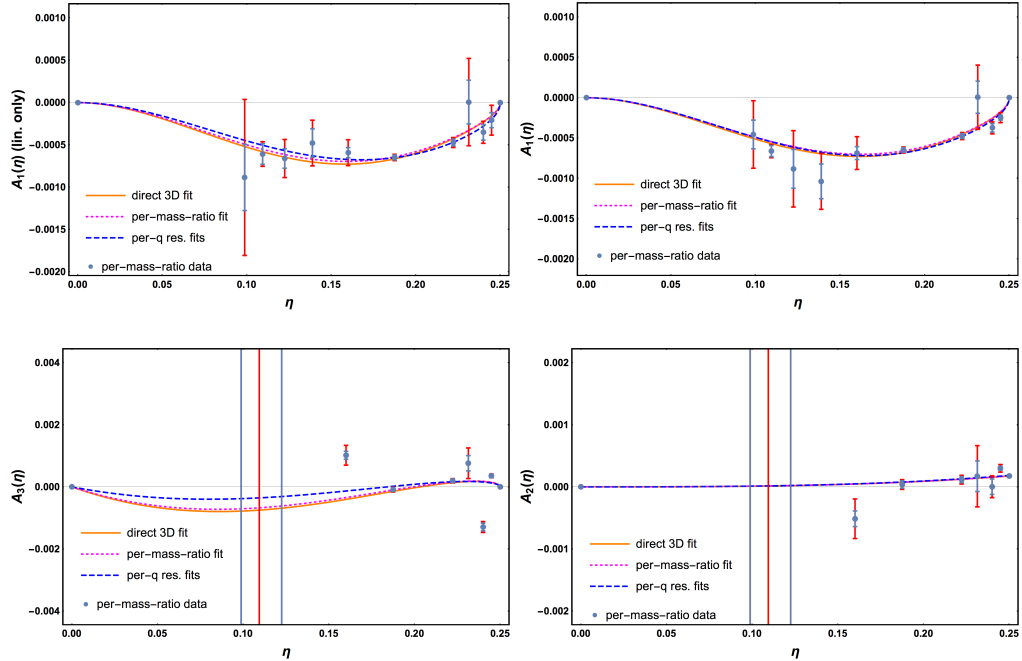 0.0010
0.0005
0.0000
−0.0005
−0.0010
−0.0015
−0.0020
A1(η) (lin. only)
direct 3D fit
per−mass−ratio fit
per−q res. fits
per−mass−ratio data
0.00 0.05 0.10 0.15 0.20 0.25
η
0.0010
0.0005
0.0000
−0.0005
−0.0010
−0.0015
−0.0020
A1(η)
direct 3D fit
per−mass−ratio fit
per−q res. fits
per−mass−ratio data
0.00 0.05 0.10 0.15 0.20 0.25
η
0.004
0.002
0.000
−0.002
−0.004
A3(η)
direct 3D fit
per−mass−ratio fit
per−q res. fits
per−mass−ratio data
0.00 0.05 0.10 0.15 0.20 0.25
η
0.002
0.001
0.000
−0.001
−0.002
A2(η)
direct 3D fit
per−mass−ratio fit
per−q res. fits
per−mass−ratio data
0.00 0.05 0.10 0.15 0.20 0.25
η